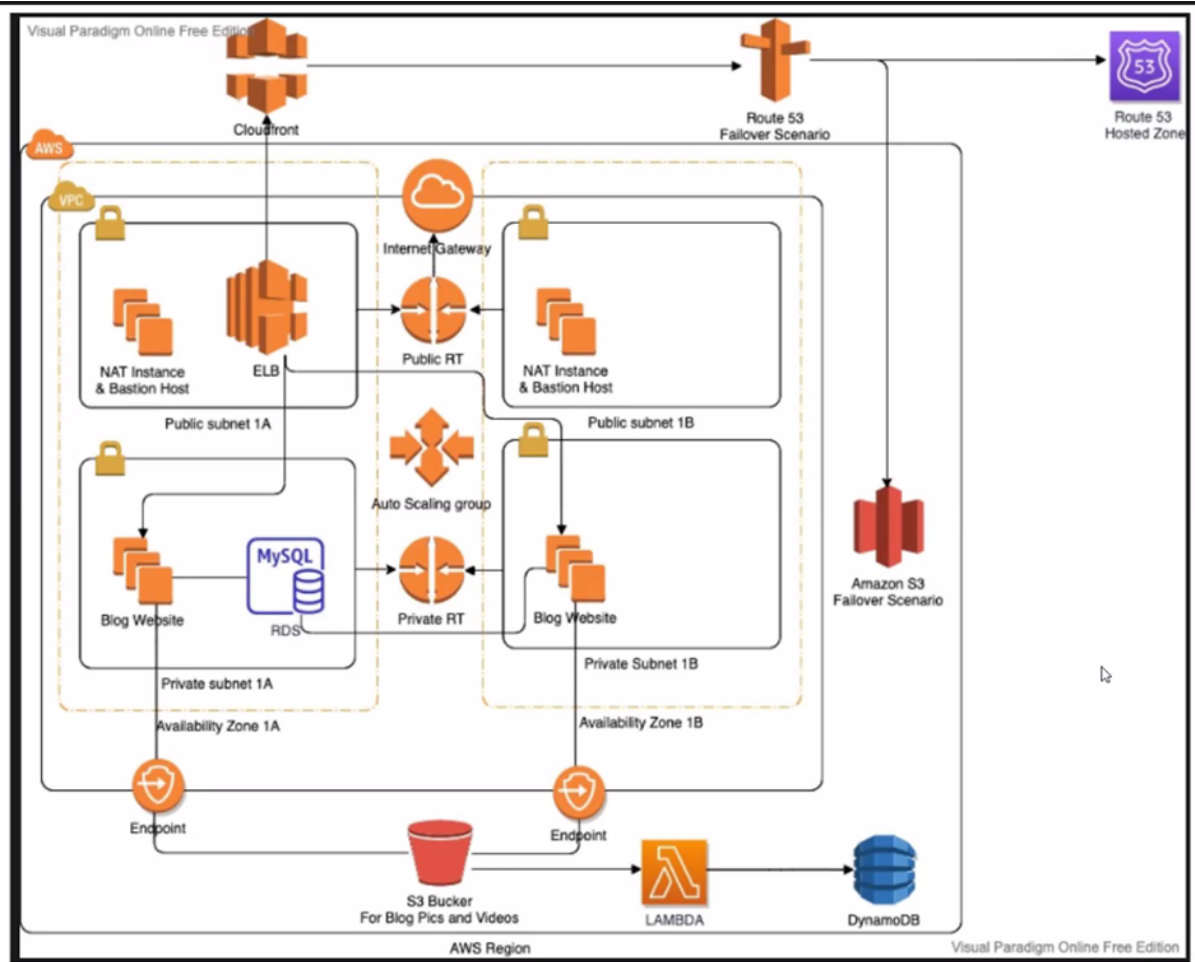 Visual Paradigm Online Free Edition
Cloudfront
Route 53
Failover Scenario
53
Route 53
Hosted Zone
AWS
VPC
Internet Gateway
NAT Instance
& Bastion Host
ELB
Public RT
NAT Instance
& Bastion Host
Public subnet 1A
Public subnet 1B
Auto Scaling group
MySQL
Blog Website
RDS
Private RT
Blog Website
Amazon S3
Failover Scenario
Private subnet 1A
Private Subnet 1B
Availability Zone 1A
Availability Zone 1B
Endpoint
Endpoint
S3 Bucker
For Blog Pics and Videos
LAMBDA
DynamoDB
AWS Region
Visual Paradigm Online Free Edition